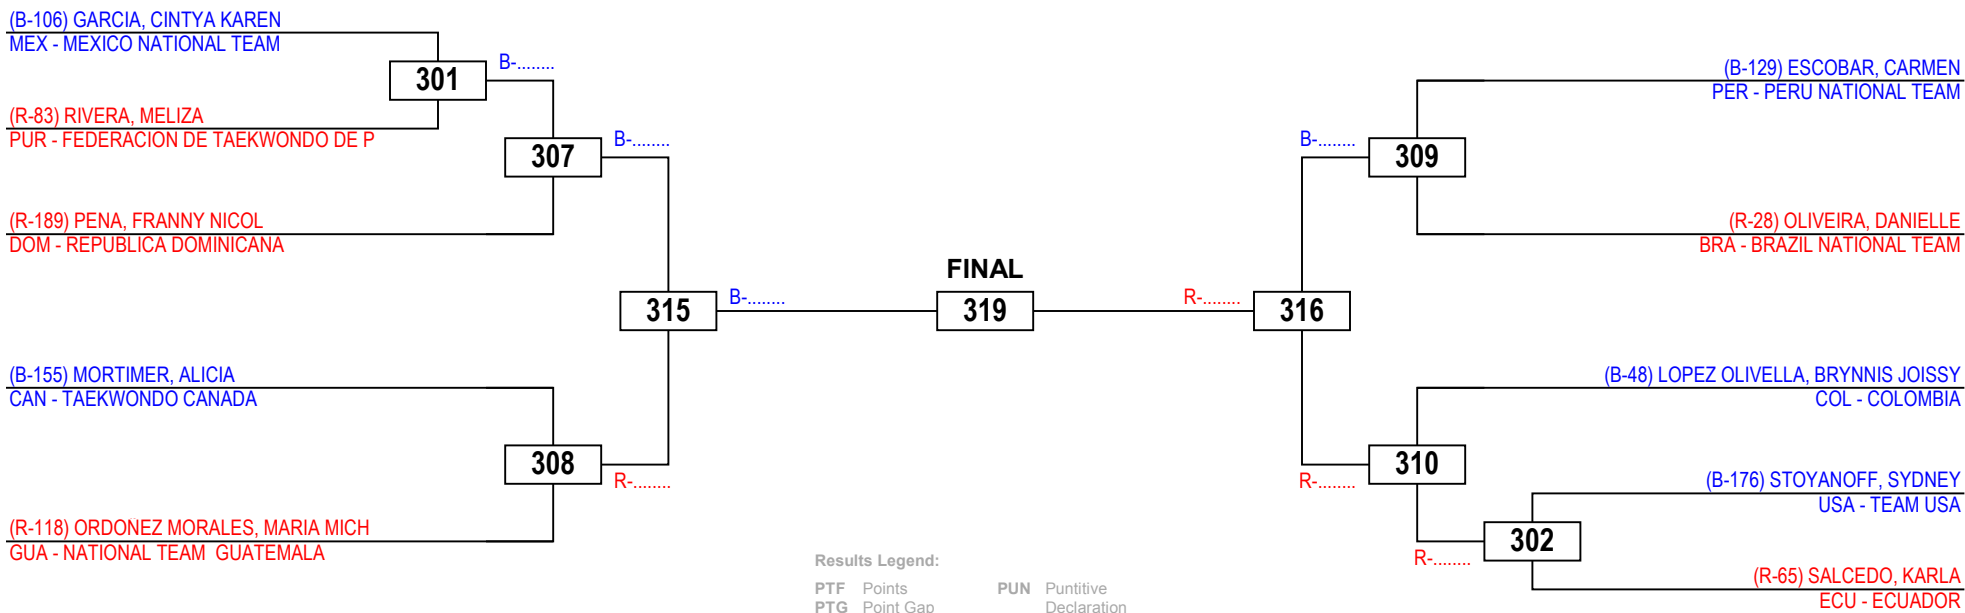 (B-106) GARCIA, CINTYA KAREN
MEX - MEXICO NATIONAL TEAM
301
B-........
(R-83) RIVERA, MELIZA
PUR - FEDERACION DE TAEKWONDO DE P
307
B-........
(R-189) PENA, FRANNY NICOL
DOM - REPUBLICA DOMINICANA
315
B-........
(B-155) MORTIMER, ALICIA
CAN - TAEKWONDO CANADA
308
R-........
(R-118) ORDONEZ MORALES, MARIA MICH
GUA - NATIONAL TEAM  GUATEMALA
FINAL
319
(B-129) ESCOBAR, CARMEN
PER - PERU NATIONAL TEAM
B-........
309
(R-28) OLIVEIRA, DANIELLE
BRA - BRAZIL NATIONAL TEAM
R-........
316
(B-48) LOPEZ OLIVELLA, BRYNNIS JOISSY
COL - COLOMBIA
310
R-........
(B-176) STOYANOFF, SYDNEY
USA - TEAM USA
302
R-........
(R-65) SALCEDO, KARLA
ECU - ECUADOR
Results Legend:
PTF Points PUN Puntitive
PTG Point Gap Declaration